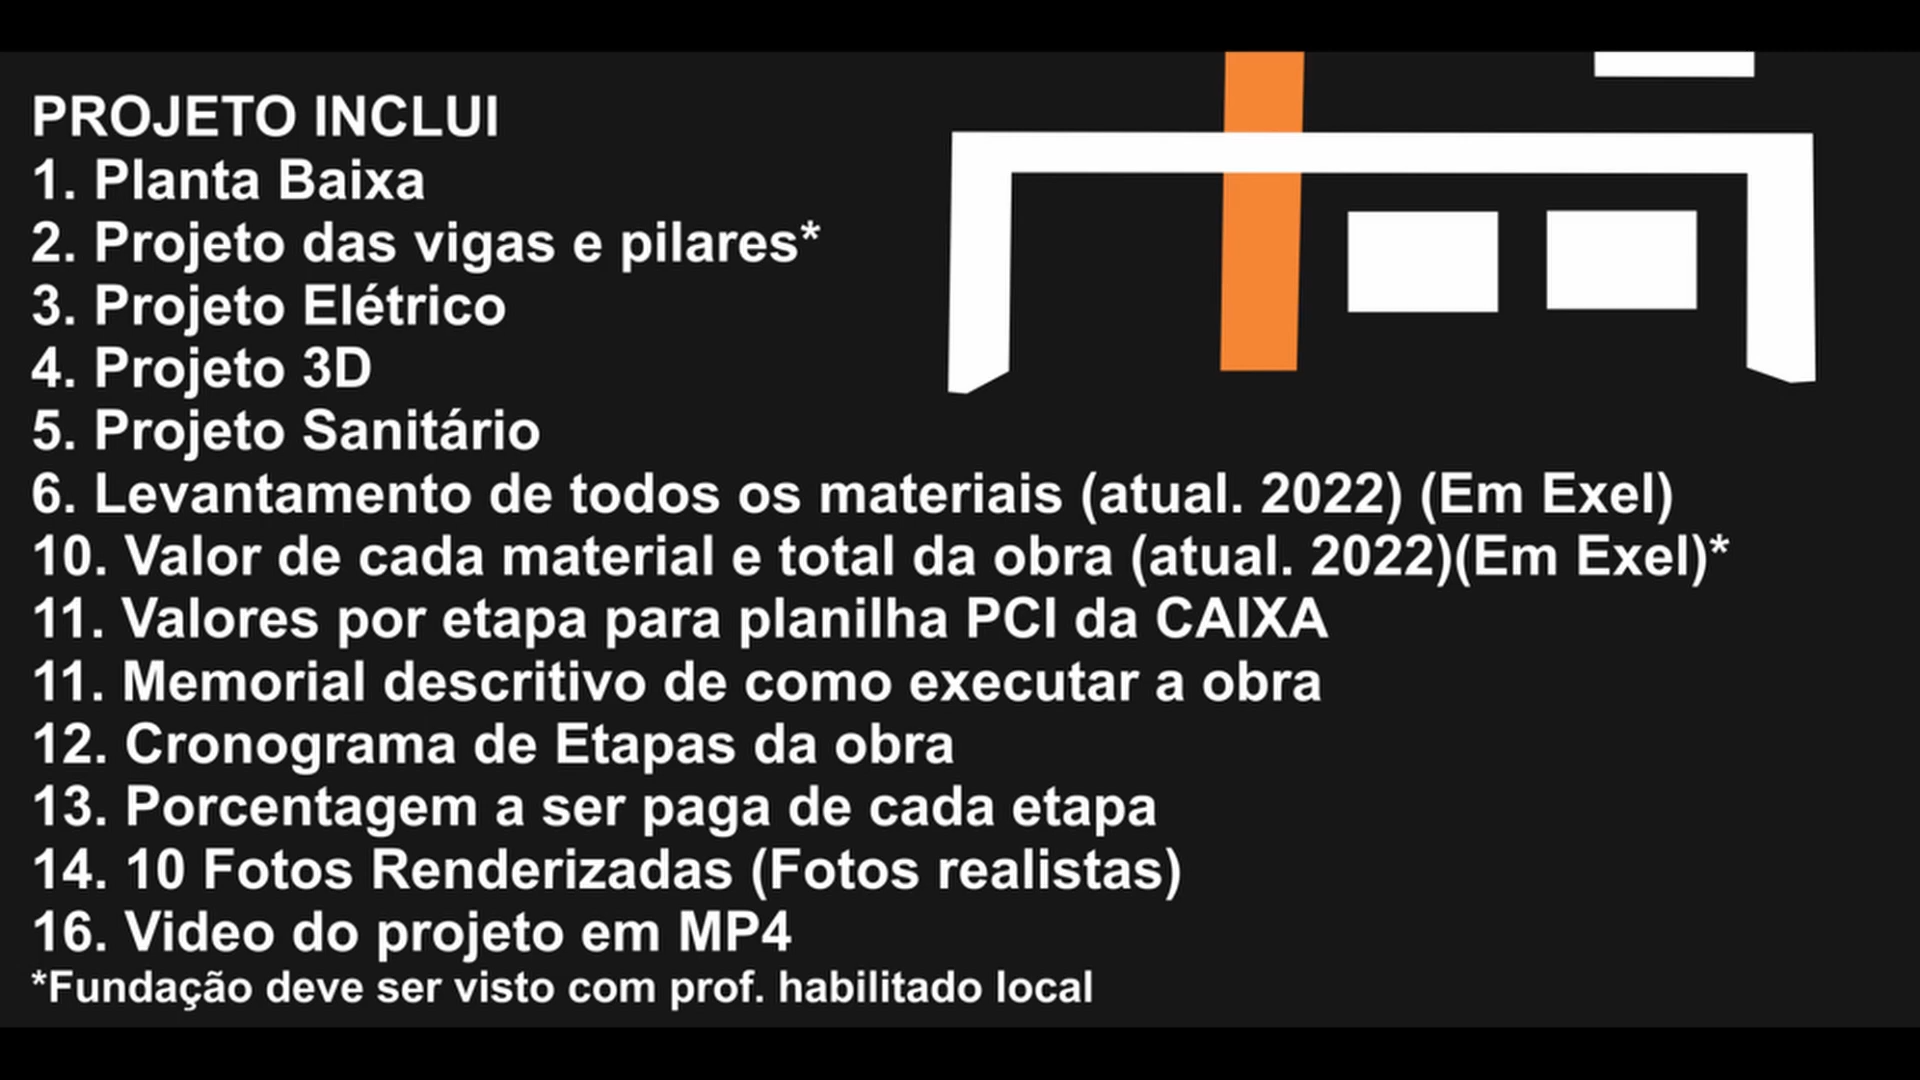 PROJETO INCLUI
1. Planta Baixa
2. Projeto das vigas e pilares*
3. Projeto Elétrico
4. Projeto 3D
5. Projeto Sanitário
6. Levantamento de todos os materiais (atual. 2022) (Em Exel)
10. Valor de cada material e total da obra (atual. 2022)(Em Exel)*
11. Valores por etapa para planilha PCI da CAIXA
11. Memorial descritivo de como executar a obra
12. Cronograma de Etapas da obra
13. Porcentagem a ser paga de cada etapa
14. 10 Fotos Renderizadas (Fotos realistas)
16. Video do projeto em MP4
*Fundação deve ser visto com prof. habilitado local